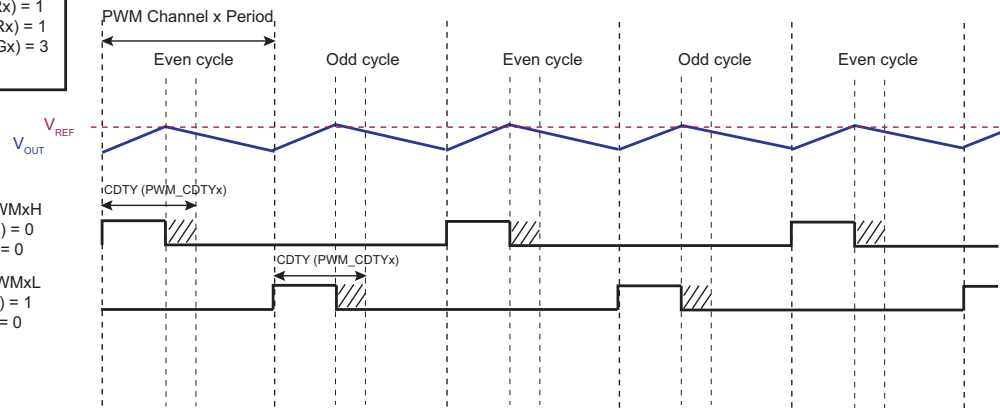 x) = 1
x) = 1
Gx) = 3
PWM Channel x Period
Even cycle
Odd cycle
Even cycle
Odd cycle
Even cycle
VREF
VOUT
CDTY (PWM_CDTYx)
WMxH
) = 0
= 0
CDTY (PWM_CDTYx)
WMxL
) = 1
= 0